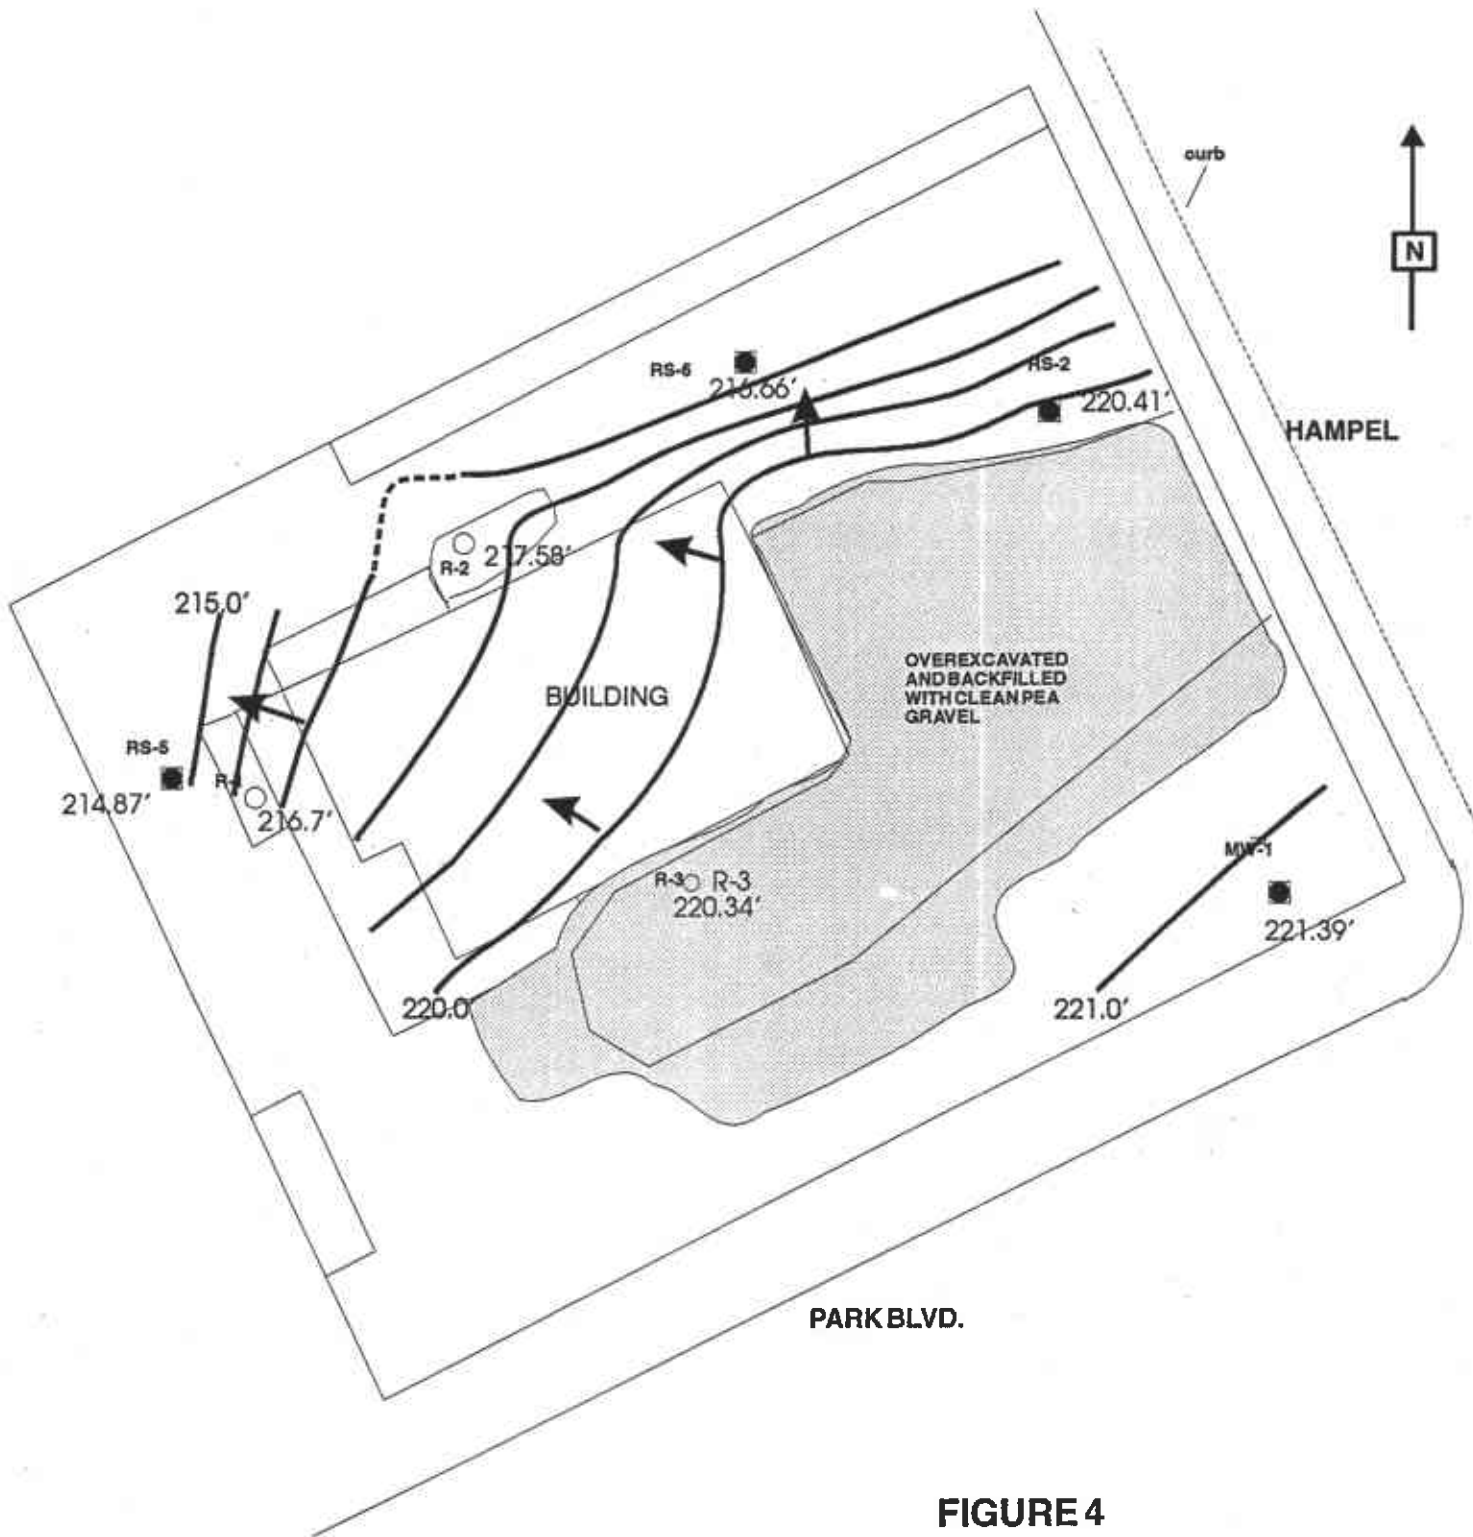 curb
N
RS-6
216.66'
RS-2
220.41'
HAMPEL
R-2
217.58'
215.0'
OVEREXCAVATED
AND BACKFILLED
WITH CLEAN PEA
GRAVEL
BUILDING
RS-5
214.87'
216.7'
R-3
R-3
220.34'
MW-1
221.39'
220.0'
221.0'
PARK BLVD.
FIGURE 4